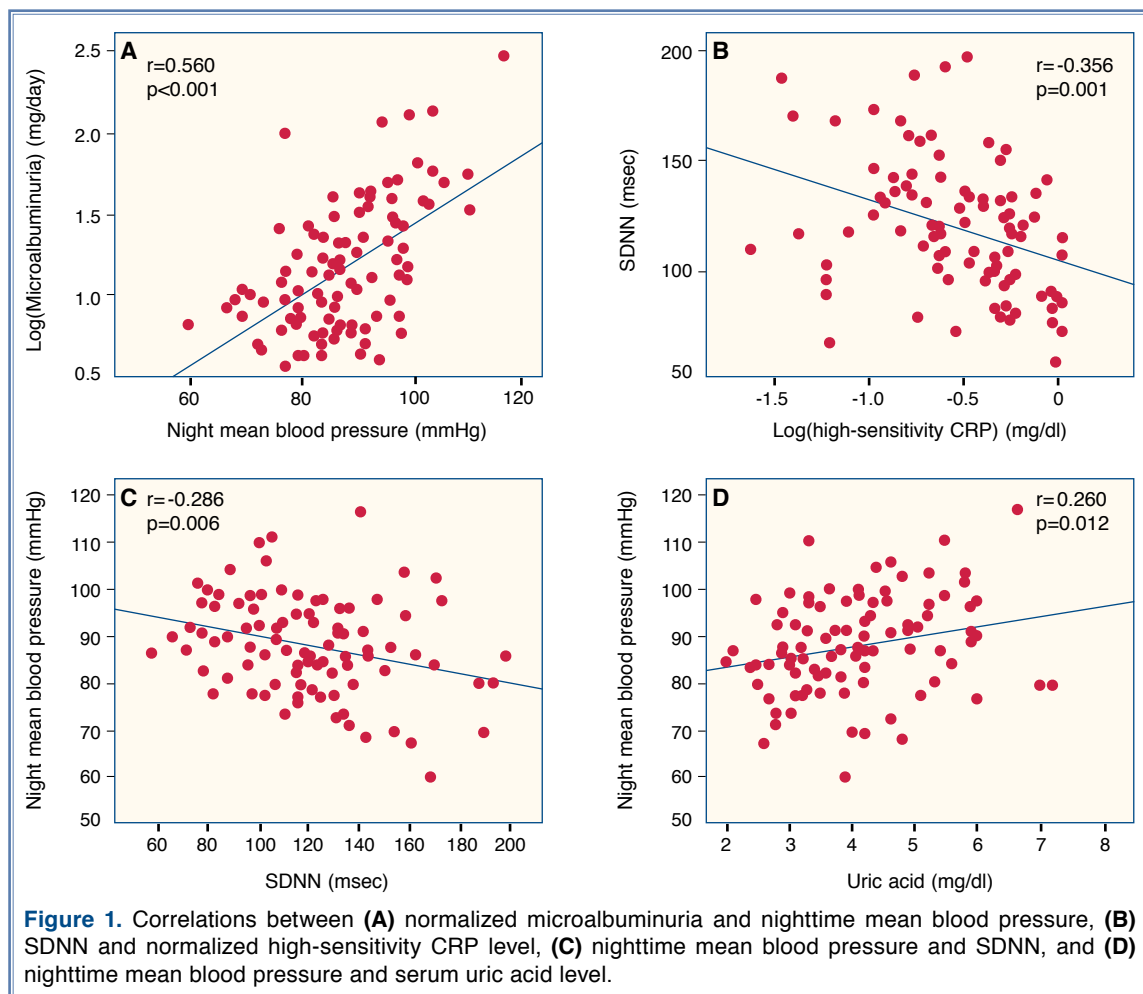 A
r=0.560
p<0.001
Log(Microalbuminuria) (mg/day)
2.5
2.0
1.5
1.0
0.5
60 80 100 120
Night mean blood pressure (mmHg)
B
r=-0.356
p=0.001
SDNN (msec)
200
150
100
50
-1.5 -1.0 -0.5 0
Log(high-sensitivity CRP) (mg/dl)
C
r=-0.286
p=0.006
Night mean blood pressure (mmHg)
120
110
100
90
80
70
60
50
60 80 100 120 140 160 180 200
SDNN (msec)
D
r=0.260
p=0.012
Night mean blood pressure (mmHg)
120
110
100
90
80
70
60
50
2 3 4 5 6 7 8
Uric acid (mg/dl)
Figure 1. Correlations between (A) normalized microalbuminuria and nighttime mean blood pressure, (B)
SDNN and normalized high-sensitivity CRP level, (C) nighttime mean blood pressure and SDNN, and (D)
nighttime mean blood pressure and serum uric acid level.